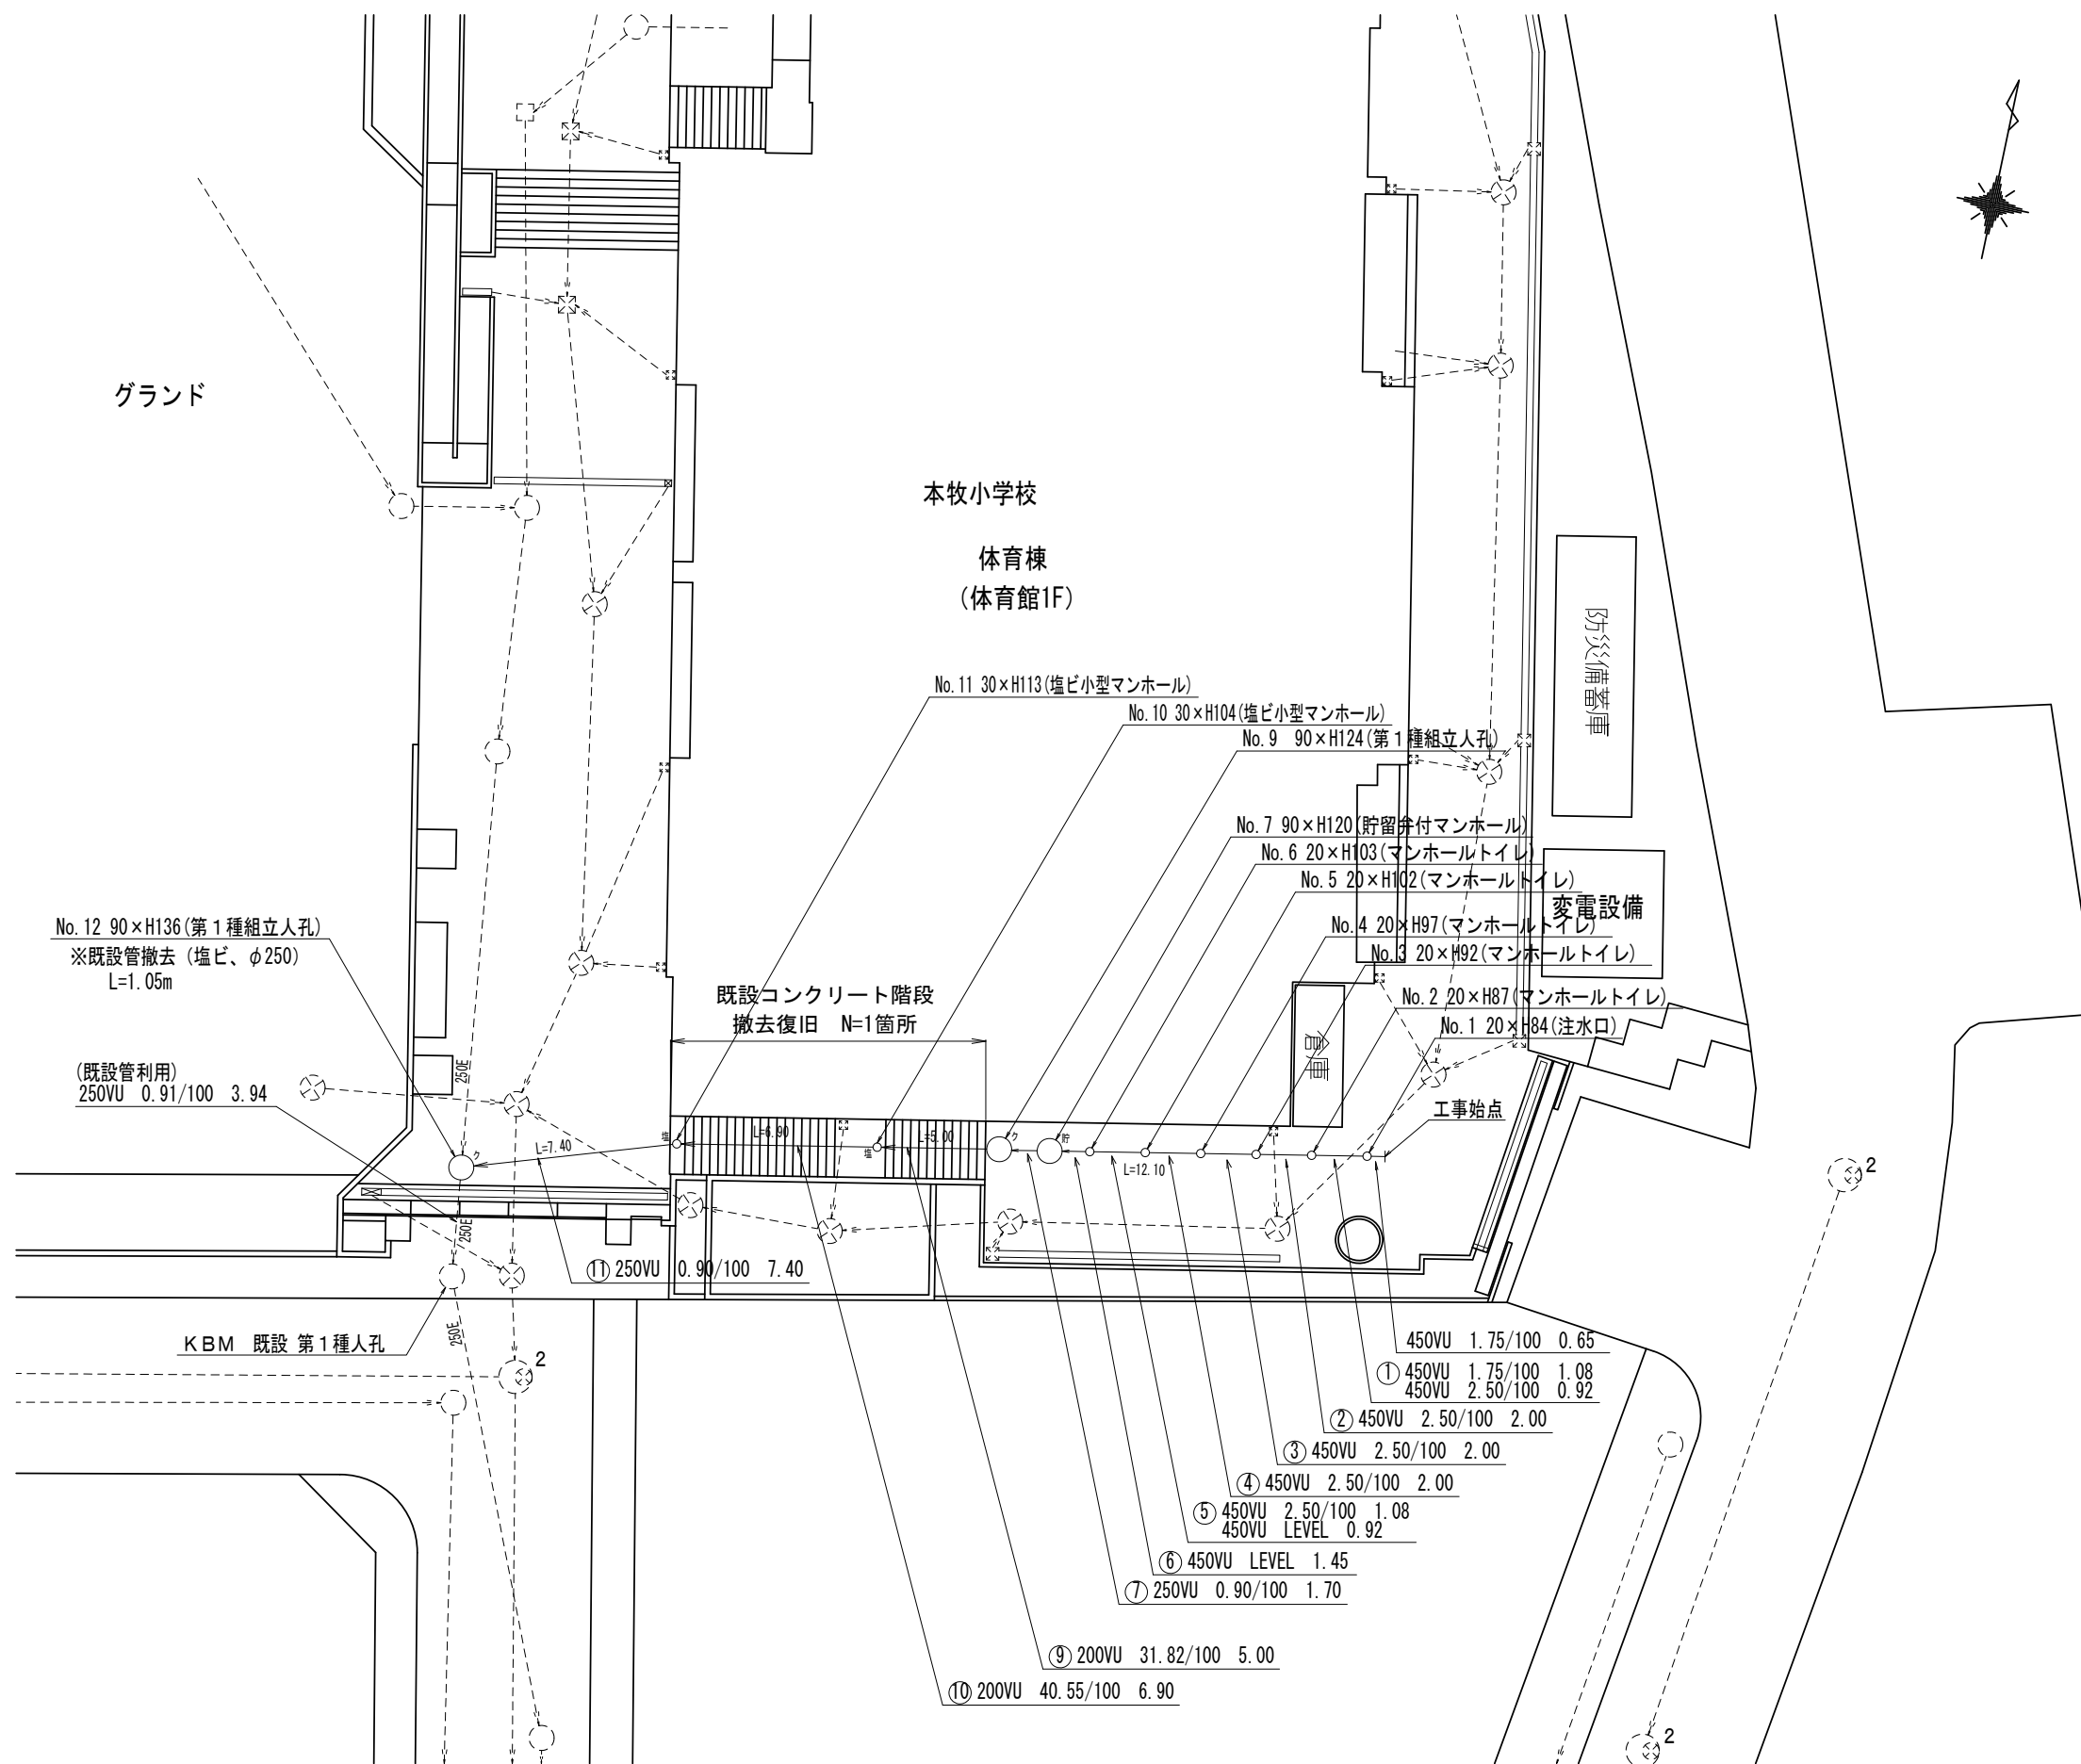 グランド
本牧小学校
体育棟
(体育館1F)
防災備蓄庫
変電設備
倉庫
No.11 30×H113(塩ビ小型マンホール)
No.10 30×H104(塩ビ小型マンホール)
No.9 90×H124(第1種組立人孔)
No.7 90×H120(貯留弁付マンホール)
No.6 20×H103(マンホールトイレ)
No.5 20×H102(マンホールトイレ)
No.4 20×H97(マンホールトイレ)
No.3 20×H92(マンホールトイレ)
No.2 20×H87(マンホールトイレ)
No.1 20×H84(注水口)
工事始点
No.12 90×H136(第1種組立人孔)
※既設管撤去(塩ビ、φ250)
L=1.05m
既設コンクリート階段
撤去復旧 N=1箇所
(既設管利用)
250VU 0.91/100 3.94
250E
ク
L=7.40
塩
L=6.90
塩
L=5.00
ク
貯
L=12.10
250E
⑪ 250VU 0.90/100 7.40
KBM 既設 第1種人孔
250E
2
2
2
450VU 1.75/100 0.65
① 450VU 1.75/100 1.08
450VU 2.50/100 0.92
② 450VU 2.50/100 2.00
③ 450VU 2.50/100 2.00
④ 450VU 2.50/100 2.00
⑤ 450VU 2.50/100 1.08
450VU LEVEL 0.92
⑥ 450VU LEVEL 1.45
⑦ 250VU 0.90/100 1.70
⑨ 200VU 31.82/100 5.00
⑩ 200VU 40.55/100 6.90